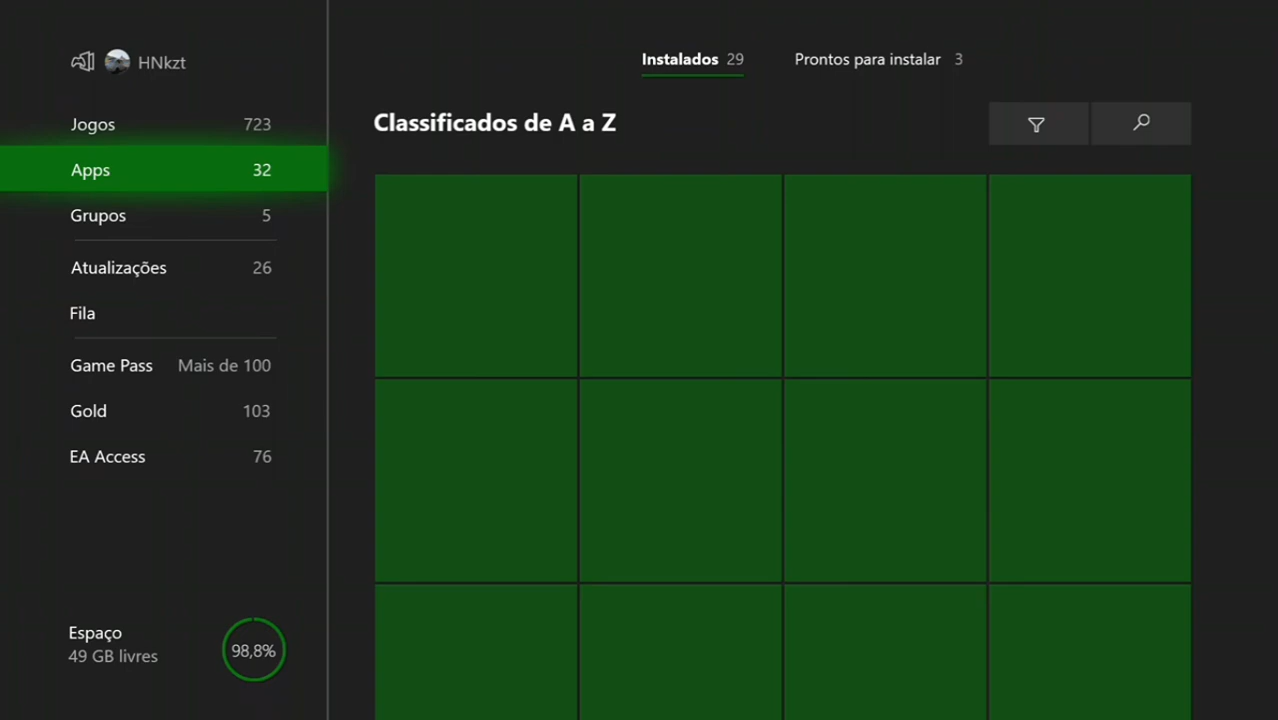 HNkzt
Jogos 723
Apps 32
Grupos 5
Atualizações 26
Fila
Game Pass Mais de 100
Gold 103
EA Access 76
Espaço
49 GB livres
98,8%
Instalados 29 Prontos para instalar 3
Classificados de A a Z